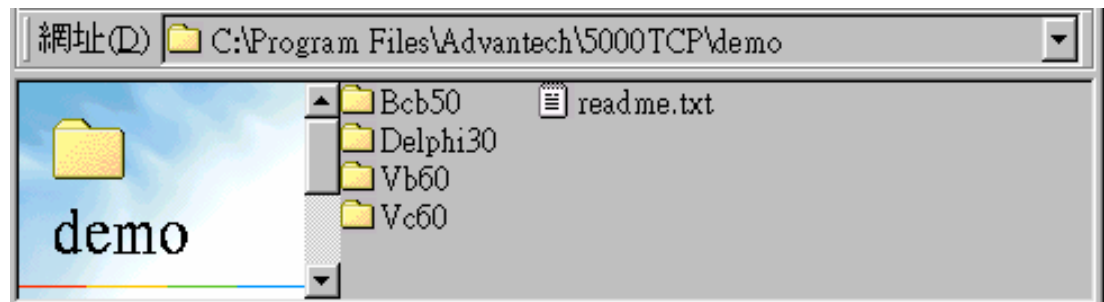 網址(D) C:\Program Files\Advantech\5000TCP\demo
demo
Bcb50
Delphi30
Vb60
Vc60
readme.txt